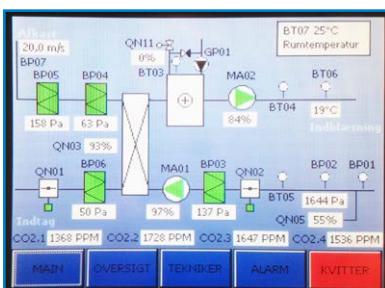 Afkast
20,0 m/s
BP07
BP05 BP04
158 Pa 63 Pa
QN11
0%
BT03
GP01
BT07 25°C
Rumtemperatur
MA02
84%
BT04
BT06
19°C
Indblæsning
QN03 93%
QN01
BP06
50 Pa
MA01
97%
BP03
137 Pa
QN02
BT05
BP02 BP01
1644 Pa
QN05 55%
Indtag
CO2.1 1368 PPM CO2.2 1728 PPM CO2.3 1647 PPM CO2.4 1536 PPM
MAIN OVERSIGT TEKNIKER ALARM KVITTER